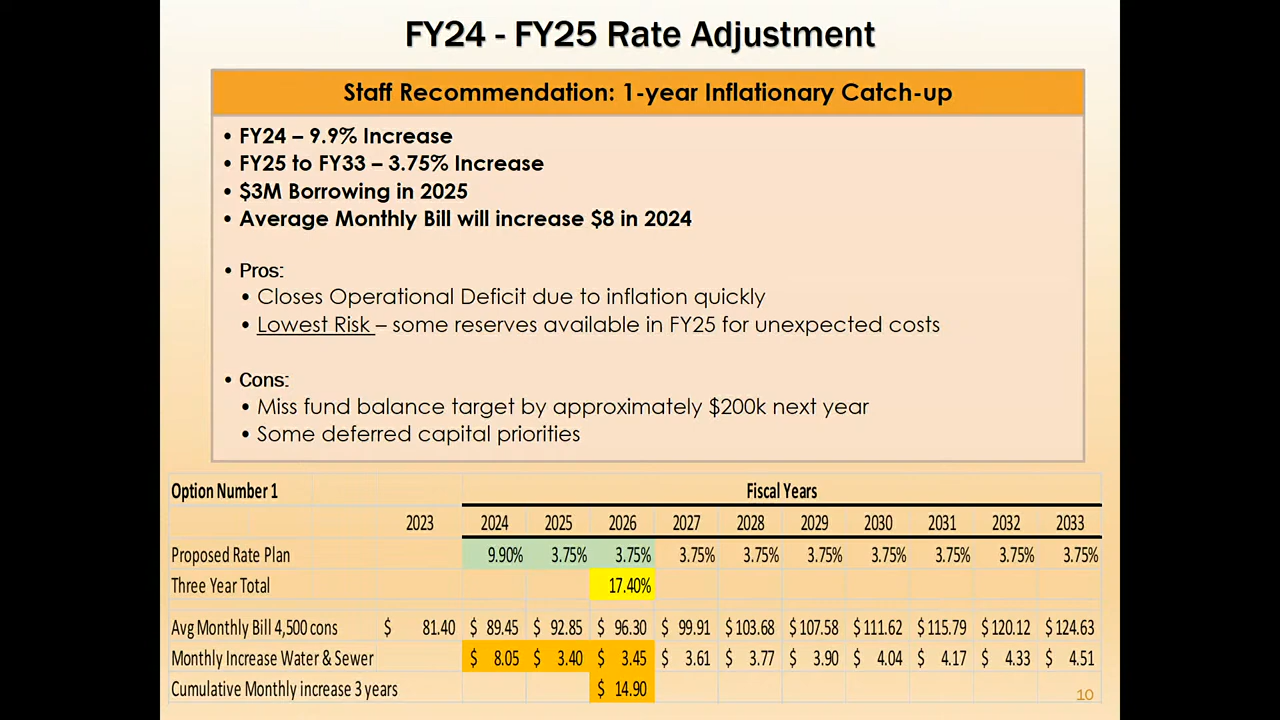 FY24 - FY25 Rate Adjustment
Staff Recommendation: 1-year Inflationary Catch-up
• FY24 – 9.9% Increase
• FY25 to FY33 – 3.75% Increase
• $3M Borrowing in 2025
• Average Monthly Bill will increase $8 in 2024
• Pros:
• Closes Operational Deficit due to inflation quickly
• Lowest Risk – some reserves available in FY25 for unexpected costs
• Cons:
• Miss fund balance target by approximately $200k next year
• Some deferred capital priorities
Option Number 1 Fiscal Years
2023 2024 2025 2026 2027 2028 2029 2030 2031 2032 2033
Proposed Rate Plan 9.90% 3.75% 3.75% 3.75% 3.75% 3.75% 3.75% 3.75% 3.75% 3.75%
Three Year Total 17.40%
Avg Monthly Bill 4,500 cons $ 81.40 $ 89.45 $ 92.85 $ 96.30 $ 99.91 $ 103.68 $ 107.58 $ 111.62 $ 115.79 $ 120.12 $ 124.63
Monthly Increase Water & Sewer $ 8.05 $ 3.40 $ 3.45 $ 3.61 $ 3.77 $ 3.90 $ 4.04 $ 4.17 $ 4.33 $ 4.51
Cumulative Monthly increase 3 years $ 14.90
10